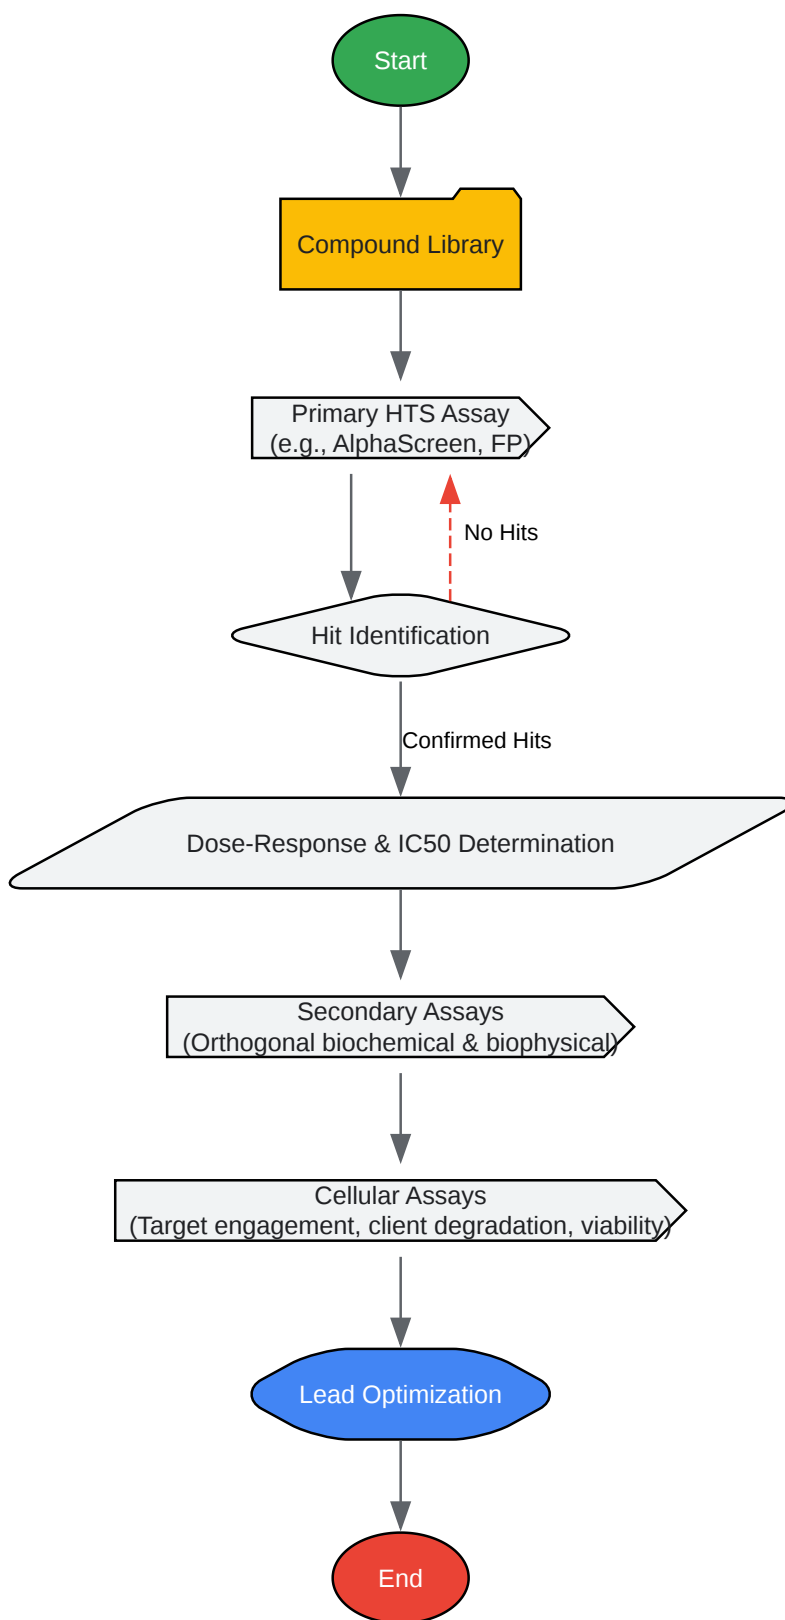 Start
Compound Library
Primary HTS Assay
(e.g., AlphaScreen, FP)
No Hits
Hit Identification
Confirmed Hits
Dose-Response & IC50 Determination
Secondary Assays
(Orthogonal biochemical & biophysical)
Cellular Assays
(Target engagement, client degradation, viability)
Lead Optimization
End